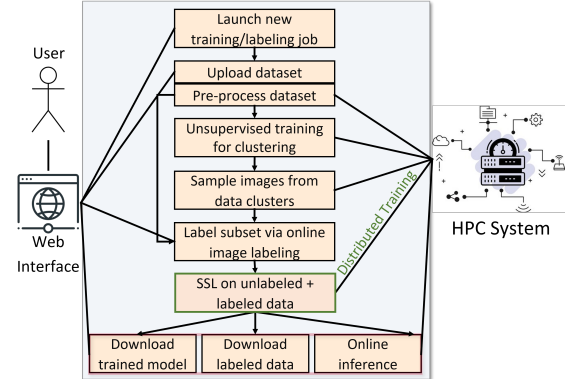 Launch new
training/labeling job
User
Upload dataset
Pre-process dataset
Unsupervised training
for clustering
Sample images from
data clusters
Distributed Training
HPC System
Web
Interface
Label subset via online
image labeling
SSL on unlabeled +
labeled data
Download
trained model
Download
labeled data
Online
inference